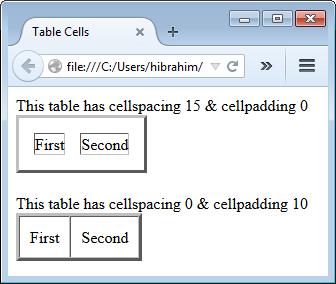 Table Cells
file:///C:/Users/hibrahim/
This table has cellspacing 15 & cellpadding 0
First Second
This table has cellspacing 0 & cellpadding 10
First Second